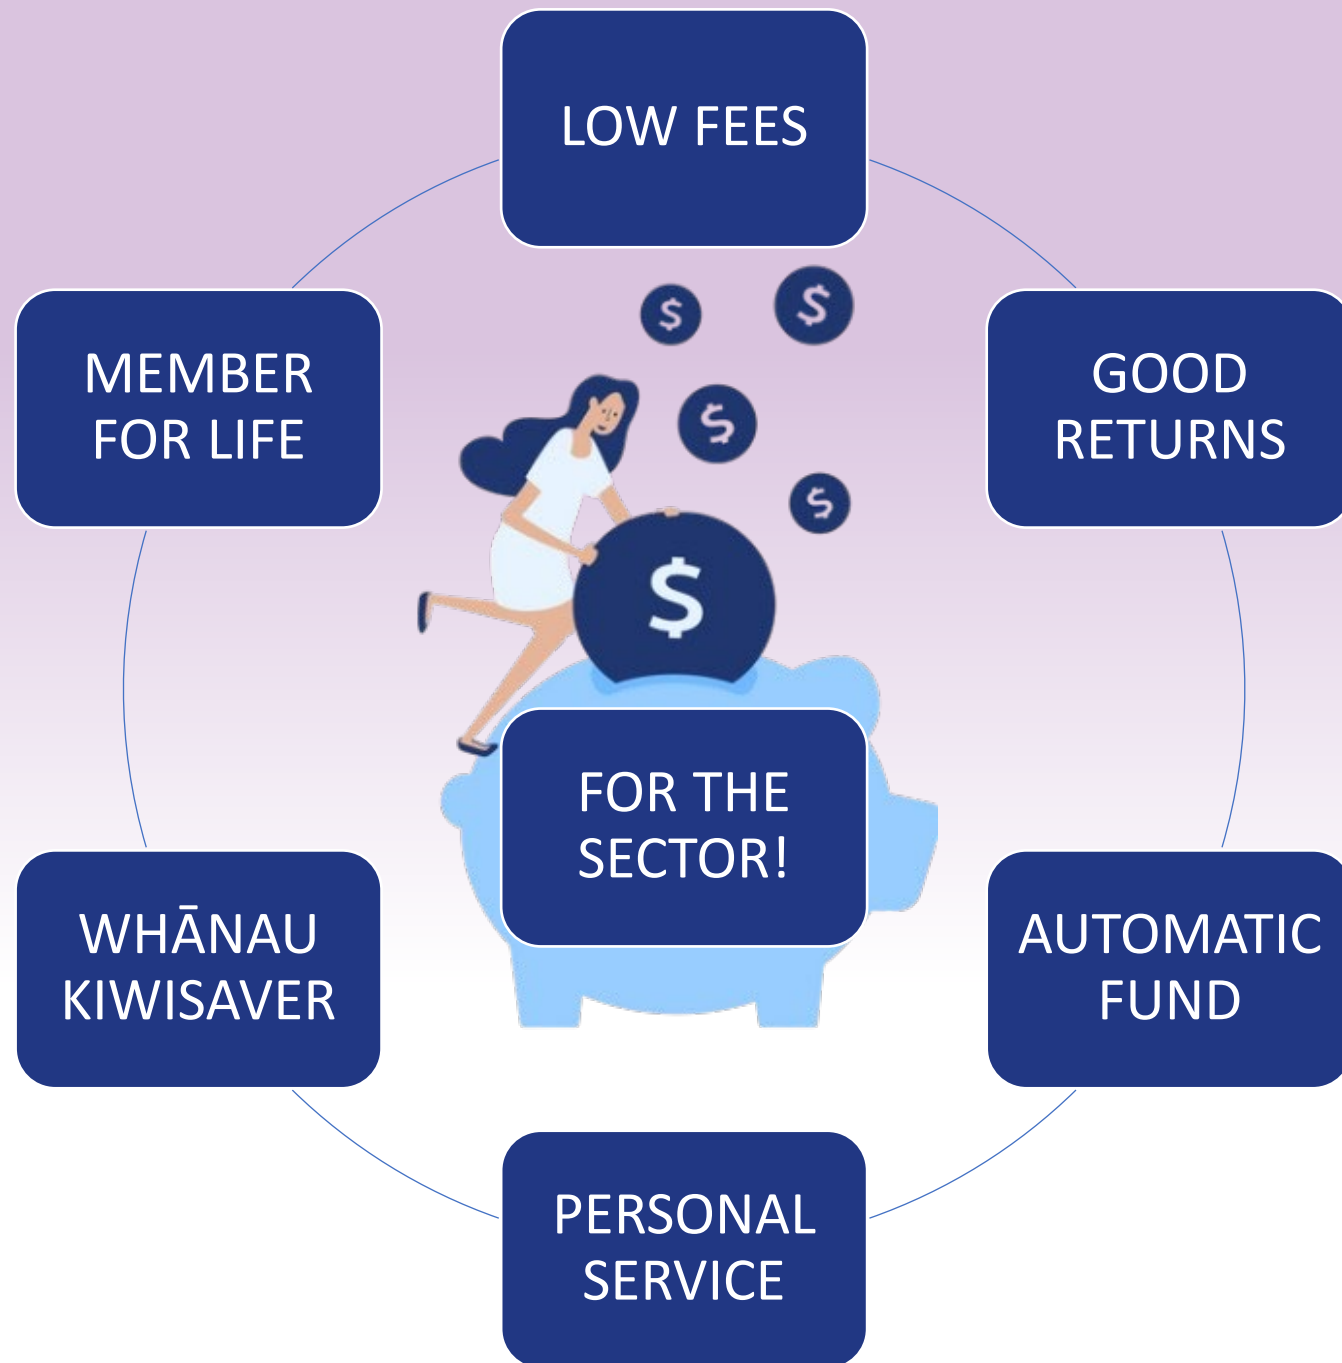 LOW FEES
$
$
MEMBER
FOR LIFE
GOOD
RETURNS
$
$
$
FOR THE
SECTOR!
WHĀNAU
KIWISAVER
AUTOMATIC
FUND
PERSONAL
SERVICE